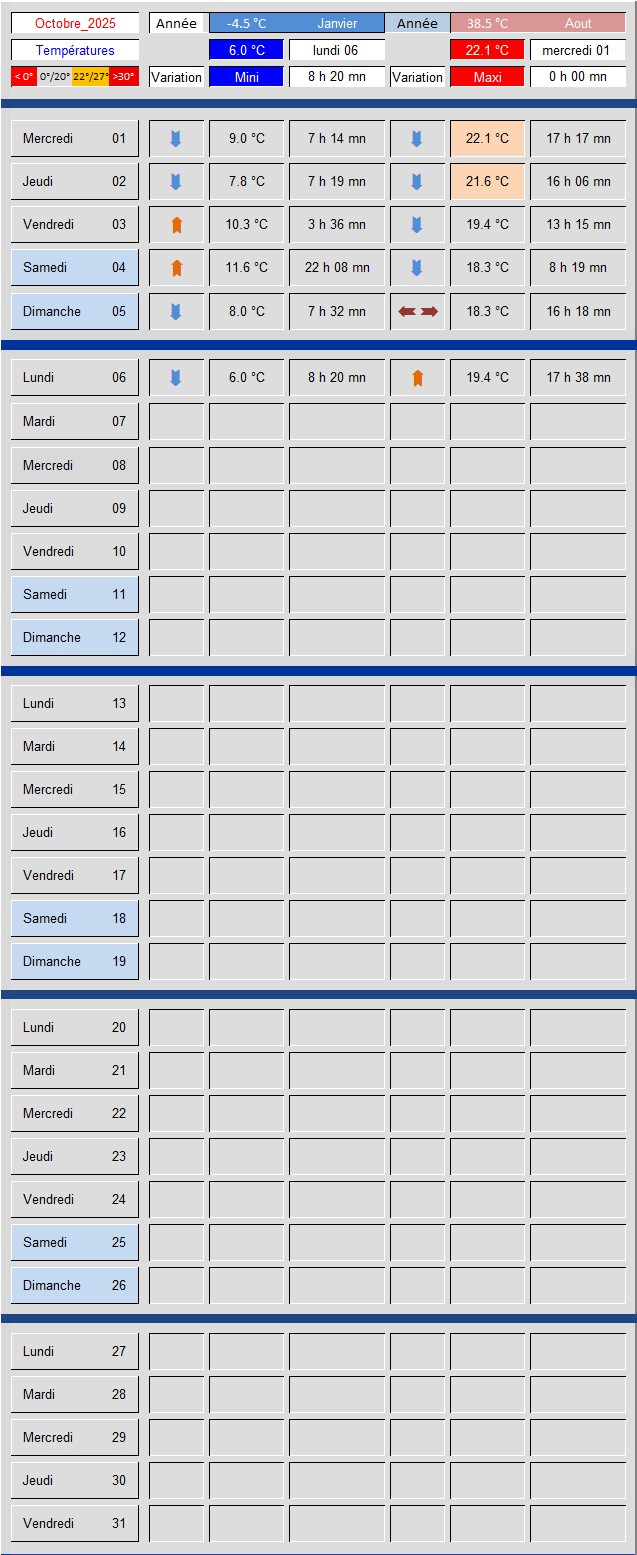 Octobre_2025 Année -4.5 °C Janvier Année 38.5 °C Aout
Températures 6.0 °C lundi 06 22.1 °C mercredi 01
< 0° 0°/20° 22°/27° >30° Variation Mini 8 h 20 mn Variation Maxi 0 h 00 mn
Mercredi 01 9.0 °C 7 h 14 mn 22.1 °C 17 h 17 mn
Jeudi 02 7.8 °C 7 h 19 mn 21.6 °C 16 h 06 mn
Vendredi 03 10.3 °C 3 h 36 mn 19.4 °C 13 h 15 mn
Samedi 04 11.6 °C 22 h 08 mn 18.3 °C 8 h 19 mn
Dimanche 05 8.0 °C 7 h 32 mn 18.3 °C 16 h 18 mn
Lundi 06 6.0 °C 8 h 20 mn 19.4 °C 17 h 38 mn
Mardi 07
Mercredi 08
Jeudi 09
Vendredi 10
Samedi 11
Dimanche 12
Lundi 13
Mardi 14
Mercredi 15
Jeudi 16
Vendredi 17
Samedi 18
Dimanche 19
Lundi 20
Mardi 21
Mercredi 22
Jeudi 23
Vendredi 24
Samedi 25
Dimanche 26
Lundi 27
Mardi 28
Mercredi 29
Jeudi 30
Vendredi 31